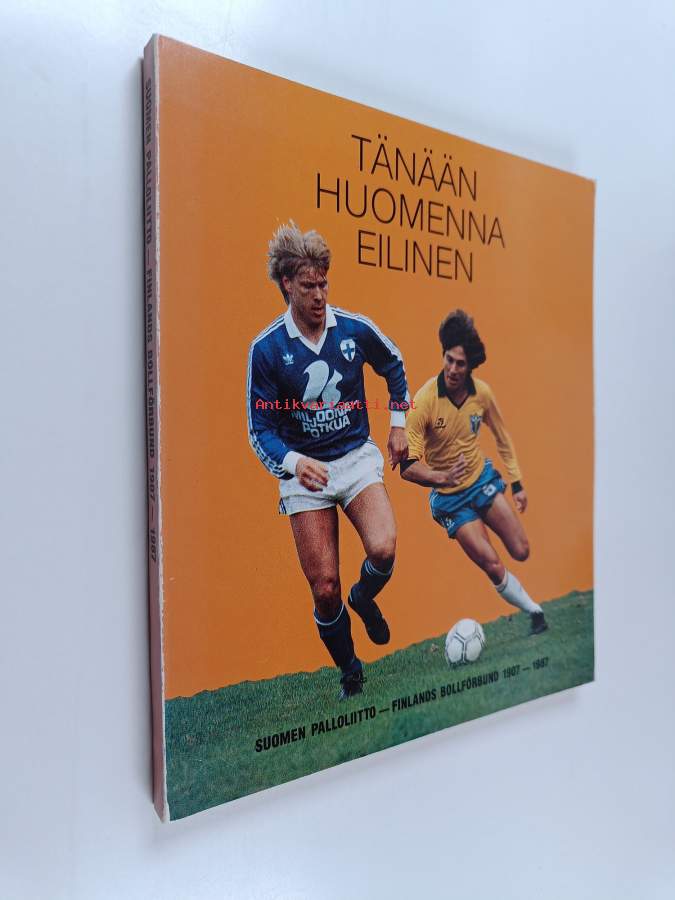 TÄNÄÄN
HUOMENNA
EILINEN
MILJOONA
POTKUA
Antikvariaatti.net
SUOMEN PALLOLIITTO — FINLANDS BOLLFÖRBUND 1907 — 1987
SUOMEN PALLOLIITTO — FINLANDS BOLLFÖRBUND 1907 — 1987